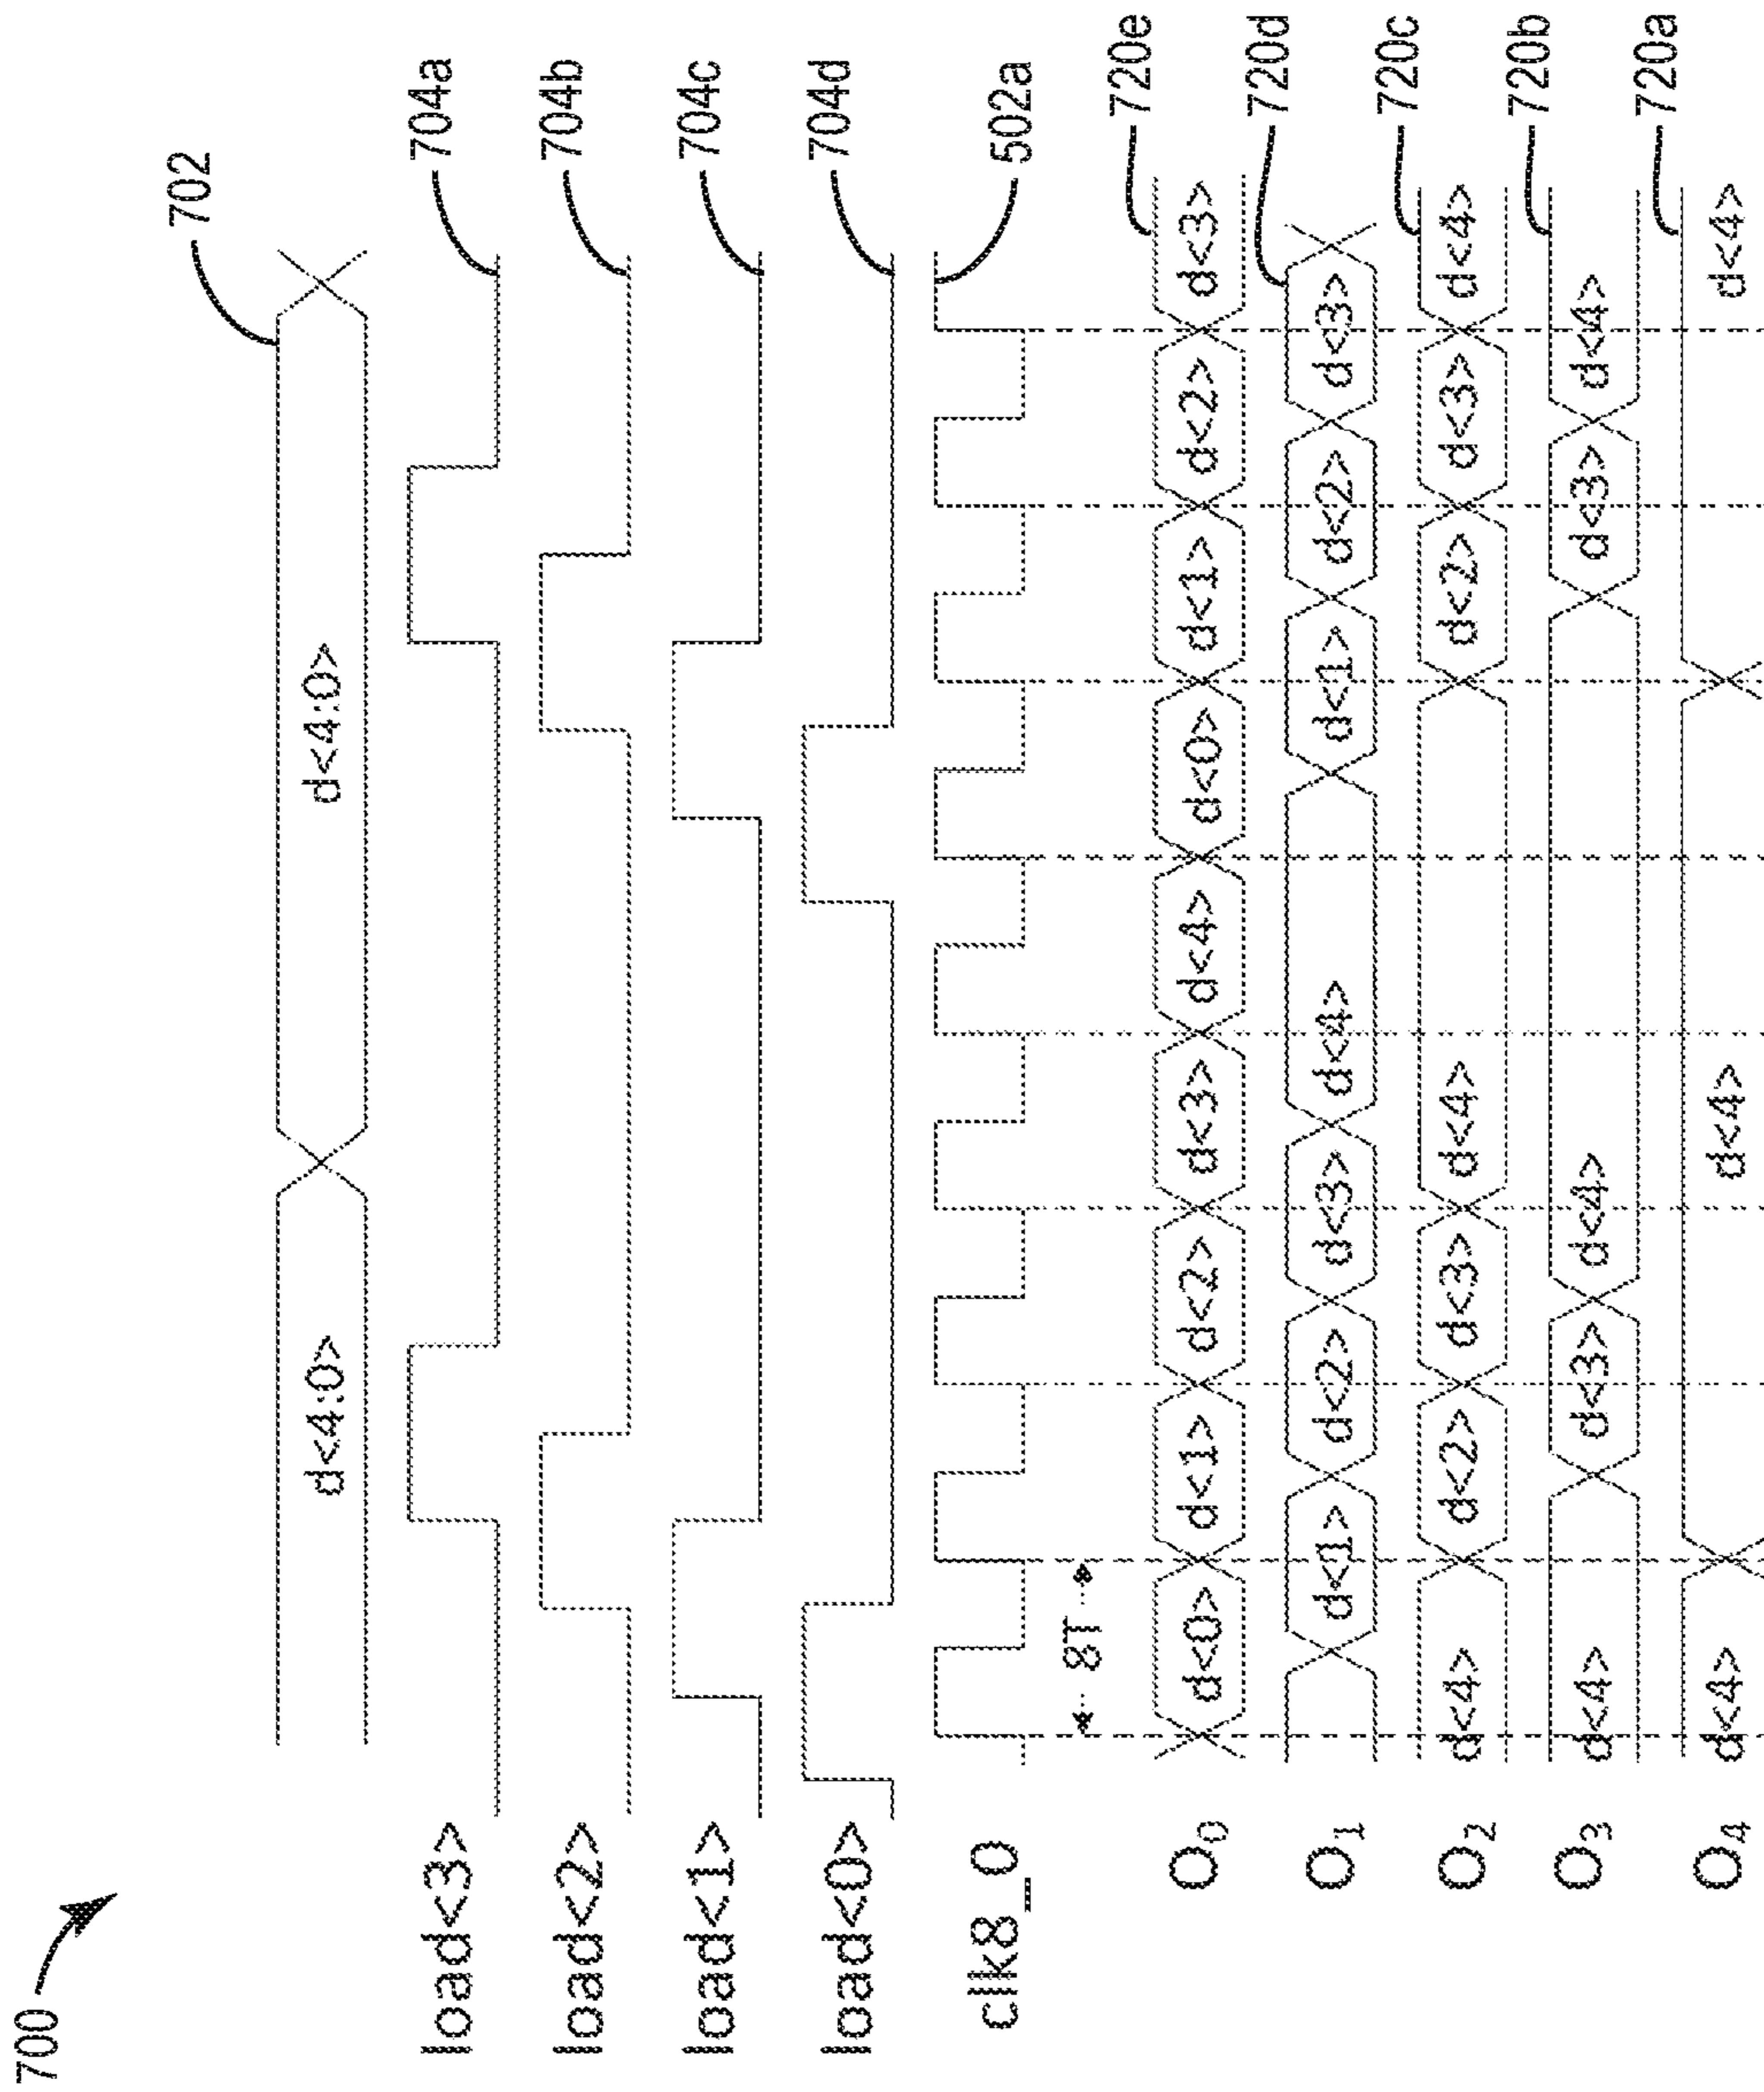 700
702
d<4:0> d<4:0>
load<3> 704a
load<2> 704b
load<1> 704c
load<0> 704d
clk8_0 502a
8T
O₀ d<0> d<1> d<2> d<3> d<4> d<0> d<1> d<2> d<3> 720e
O₁ d<1> d<2> d<3> d<4> d<1> d<2> d<3> 720d
O₂ d<4> d<2> d<3> d<4> d<2> d<3> d<4> 720c
O₃ d<4> d<3> d<4> d<3> d<4> 720b
O₄ d<4> d<4> d<4> 720a